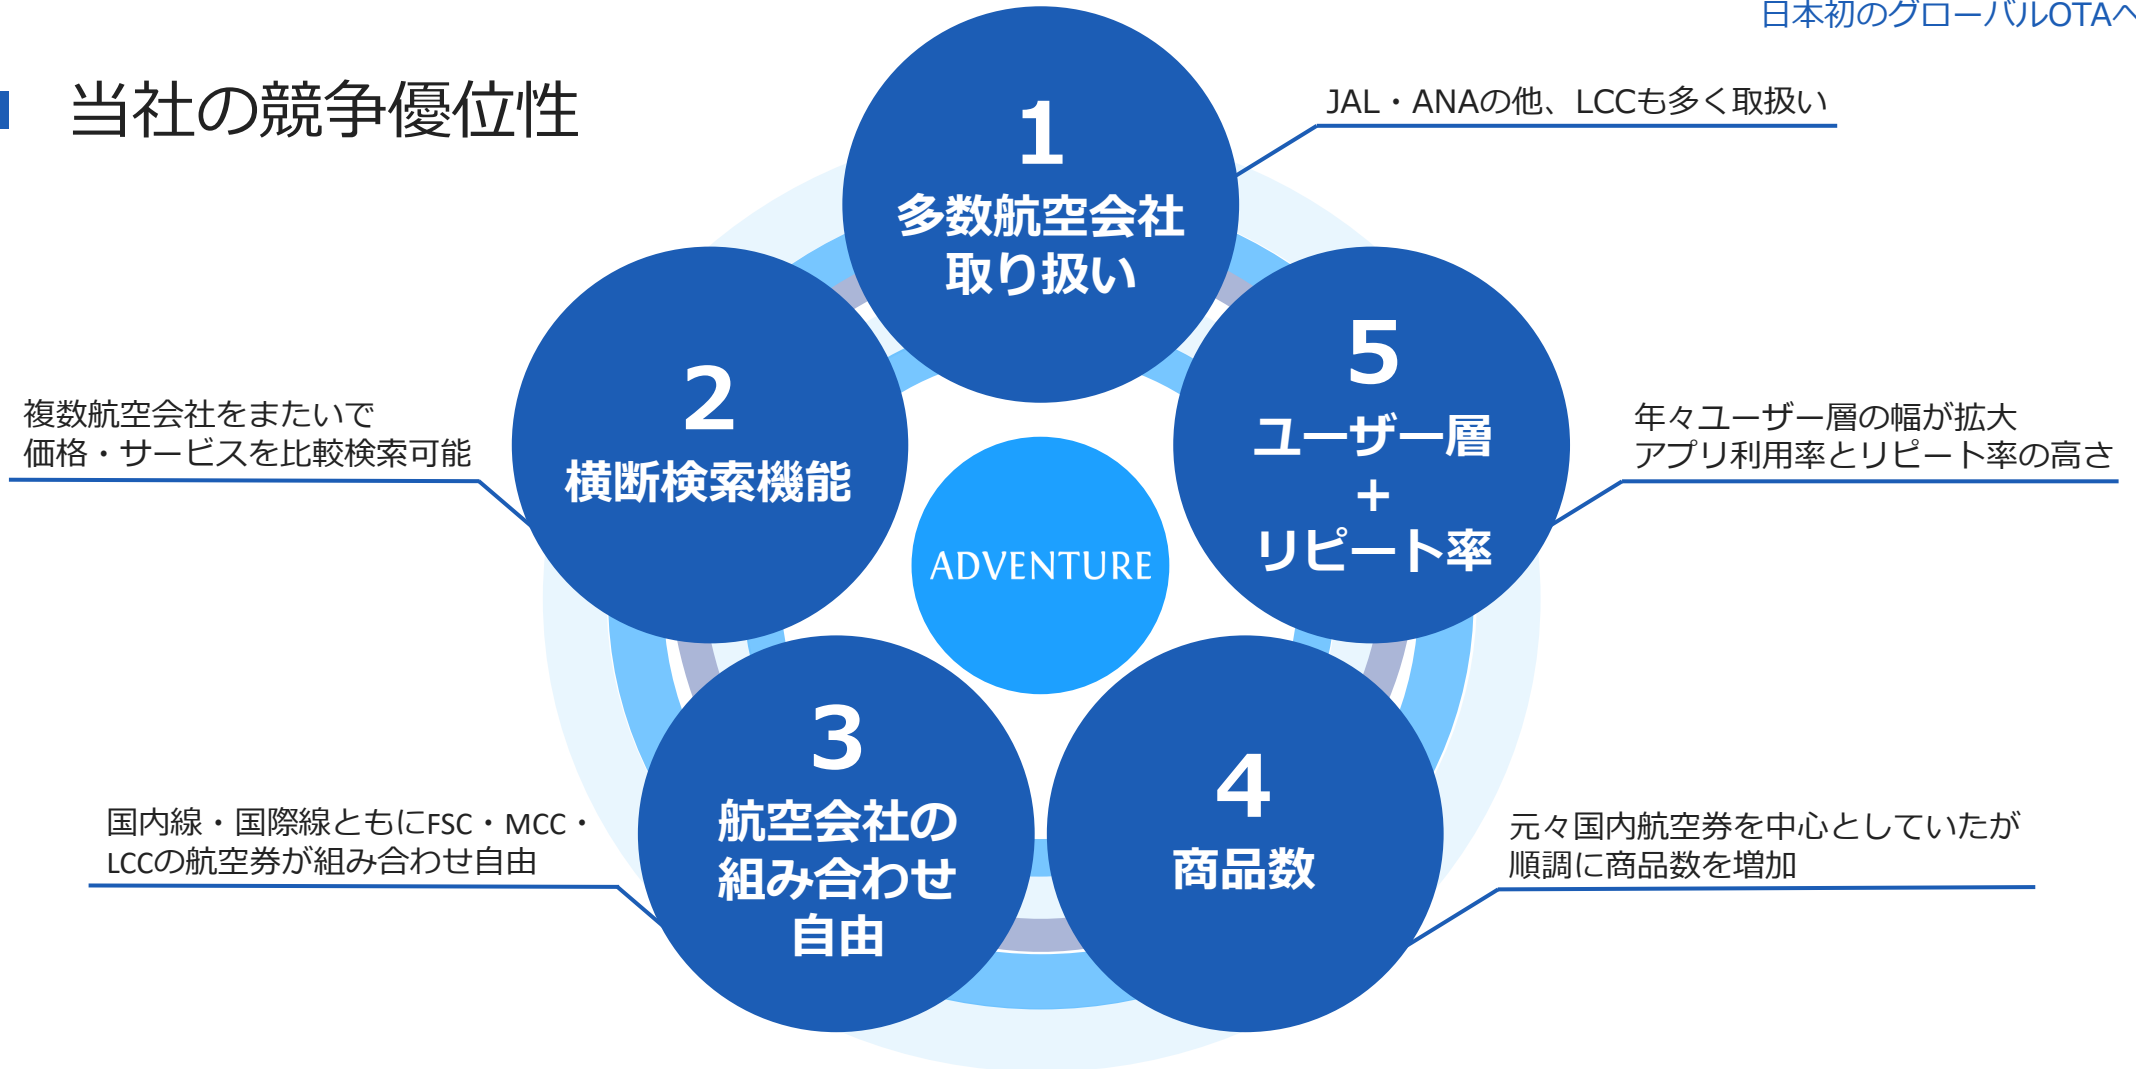 日本初のグローバルOTAへ
当社の競争優位性
1
多数航空会社
取り扱い
JAL・ANAの他、LCCも多く取扱い
2
横断検索機能
複数航空会社をまたいで
価格・サービスを比較検索可能
3
航空会社の
組み合わせ
自由
国内線・国際線ともにFSC・MCC・
LCCの航空券が組み合わせ自由
4
商品数
元々国内航空券を中心としていたが
順調に商品数を増加
5
ユーザー層
+
リピート率
年々ユーザー層の幅が拡大
アプリ利用率とリピート率の高さ
ADVENTURE